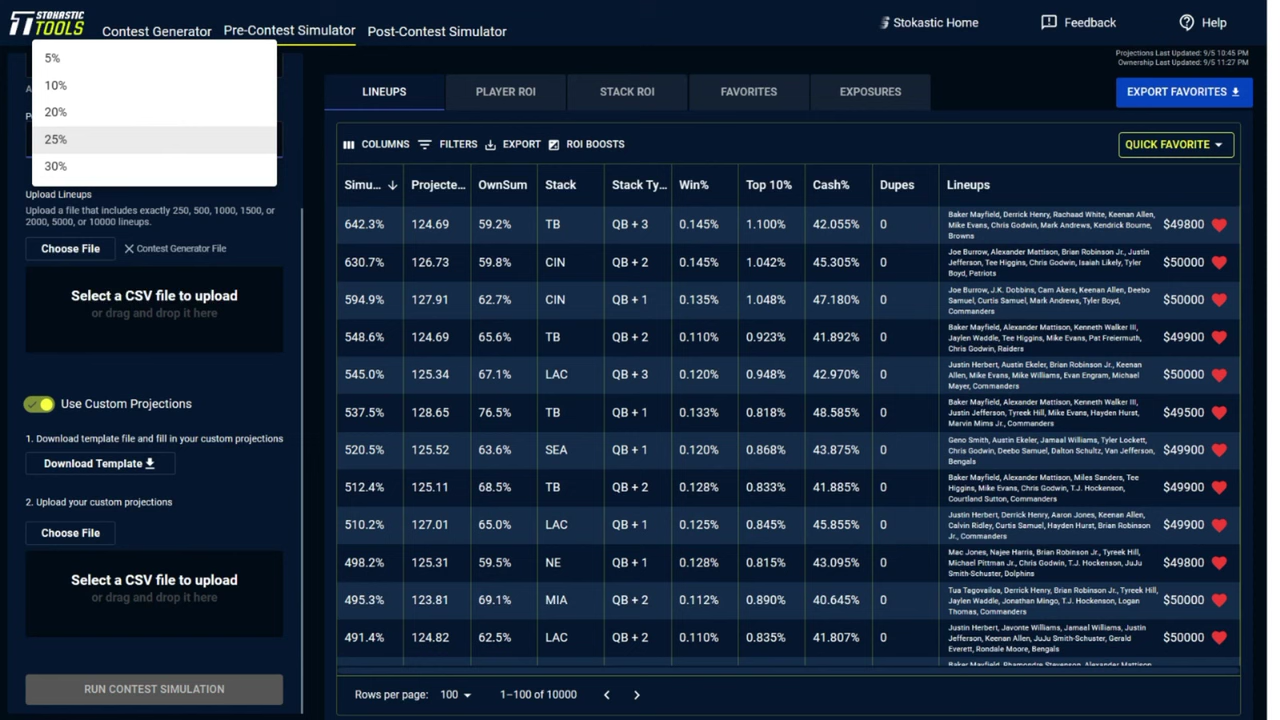 STOKASTIC
TOOLS
Contest Generator
Pre-Contest Simulator
Post-Contest Simulator
Stokastic Home
Feedback
Help
Projections Last Updated: 9/5 10:45 PM
Ownership Last Updated: 9/5 11:27 PM
5%
10%
20%
25%
30%
Upload Lineups
Upload a file that includes exactly 250, 500, 1000, 1500, or
2000, 5000, or 10000 lineups.
Choose File
Contest Generator File
Select a CSV file to upload
or drag and drop it here
Use Custom Projections
1. Download template file and fill in your custom projections
Download Template
2. Upload your custom projections
Choose File
Select a CSV file to upload
or drag and drop it here
RUN CONTEST SIMULATION
LINEUPS
PLAYER ROI
STACK ROI
FAVORITES
EXPOSURES
EXPORT FAVORITES
COLUMNS
FILTERS
EXPORT
ROI BOOSTS
QUICK FAVORITE
Simu... Projecte... OwnSum Stack Stack Ty... Win% Top 10% Cash% Dupes Lineups
642.3% 124.69 59.2% TB QB + 3 0.145% 1.100% 42.055% 0
Baker Mayfield, Derrick Henry, Rachaad White, Keenan Allen,
Mike Evans, Chris Godwin, Mark Andrews, Kendrick Bourne,
Browns
$49800
630.7% 126.73 59.8% CIN QB + 2 0.145% 1.042% 45.305% 0
Joe Burrow, Alexander Mattison, Brian Robinson Jr., Justin
Jefferson, Tee Higgins, Chris Godwin, Isaiah Likely, Tyler
Boyd, Patriots
$50000
594.9% 127.91 62.7% CIN QB + 1 0.135% 1.048% 47.180% 0
Joe Burrow, J.K. Dobbins, Cam Akers, Keenan Allen, Deebo
Samuel, Curtis Samuel, Mark Andrews, Tyler Boyd,
Commanders
$50000
548.6% 124.69 65.6% TB QB + 2 0.110% 0.923% 41.892% 0
Baker Mayfield, Alexander Mattison, Kenneth Walker III,
Jaylen Waddle, Tee Higgins, Mike Evans, Pat Freiermuth,
Chris Godwin, Raiders
$49900
545.0% 125.34 67.1% LAC QB + 3 0.120% 0.948% 42.970% 0
Justin Herbert, Austin Ekeler, Brian Robinson Jr., Keenan
Allen, Mike Evans, Mike Williams, Evan Engram, Michael
Mayer, Commanders
$50000
537.5% 128.65 76.5% TB QB + 1 0.133% 0.818% 48.585% 0
Baker Mayfield, Alexander Mattison, Kenneth Walker III,
Justin Jefferson, Tyreek Hill, Mike Evans, Hayden Hurst,
Marvin Mims Jr., Commanders
$49500
520.5% 125.52 63.6% SEA QB + 1 0.120% 0.868% 43.875% 0
Geno Smith, Austin Ekeler, Jamaal Williams, Tyler Lockett,
Chris Godwin, Deebo Samuel, Dalton Schultz, Van Jefferson,
Bengals
$49900
512.4% 125.11 68.5% TB QB + 2 0.128% 0.833% 41.885% 0
Baker Mayfield, Alexander Mattison, Miles Sanders, Tee
Higgins, Mike Evans, Chris Godwin, T.J. Hockenson,
Courtland Sutton, Commanders
$49900
510.2% 127.01 65.0% LAC QB + 1 0.125% 0.845% 45.855% 0
Justin Herbert, Derrick Henry, Aaron Jones, Keenan Allen,
Calvin Ridley, Curtis Samuel, Hayden Hurst, Brian Robinson
Jr., Commanders
$49900
498.2% 125.31 59.5% NE QB + 1 0.128% 0.815% 43.095% 0
Mac Jones, Najee Harris, Brian Robinson Jr., Tyreek Hill,
Michael Pittman Jr., Chris Godwin, T.J. Hockenson, JuJu
Smith-Schuster, Dolphins
$49800
495.3% 123.81 69.1% MIA QB + 2 0.112% 0.890% 40.645% 0
Tua Tagovailoa, Derrick Henry, Brian Robinson Jr., Tyreek Hill,
Jaylen Waddle, Jonathan Mingo, T.J. Hockenson, Logan
Thomas, Commanders
$50000
491.4% 124.82 62.5% LAC QB + 2 0.110% 0.835% 41.807% 0
Justin Herbert, Javonte Williams, Jamaal Williams, Justin
Jefferson, Keenan Allen, JuJu Smith-Schuster, Gerald
Everett, Rondale Moore, Bengals
$50000
Baker Mayfield, Rhamondre Stevenson, Alexander Mattison
Rows per page: 100 1–100 of 10000